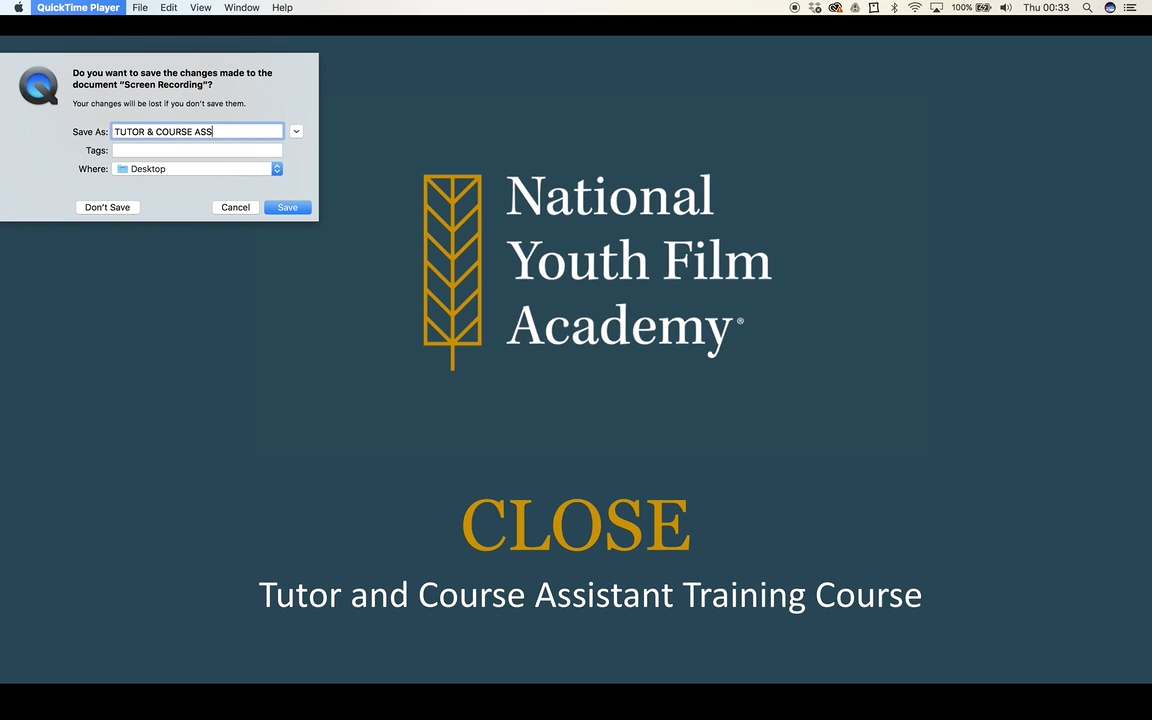 QuickTime Player File Edit View Window Help 100% Thu 00:33
Do you want to save the changes made to the
document “Screen Recording”?
Your changes will be lost if you don’t save them.
Save As: TUTOR & COURSE ASS
Tags:
Where: Desktop
Don’t Save Cancel Save
National
Youth Film
Academy®
CLOSE
Tutor and Course Assistant Training Course